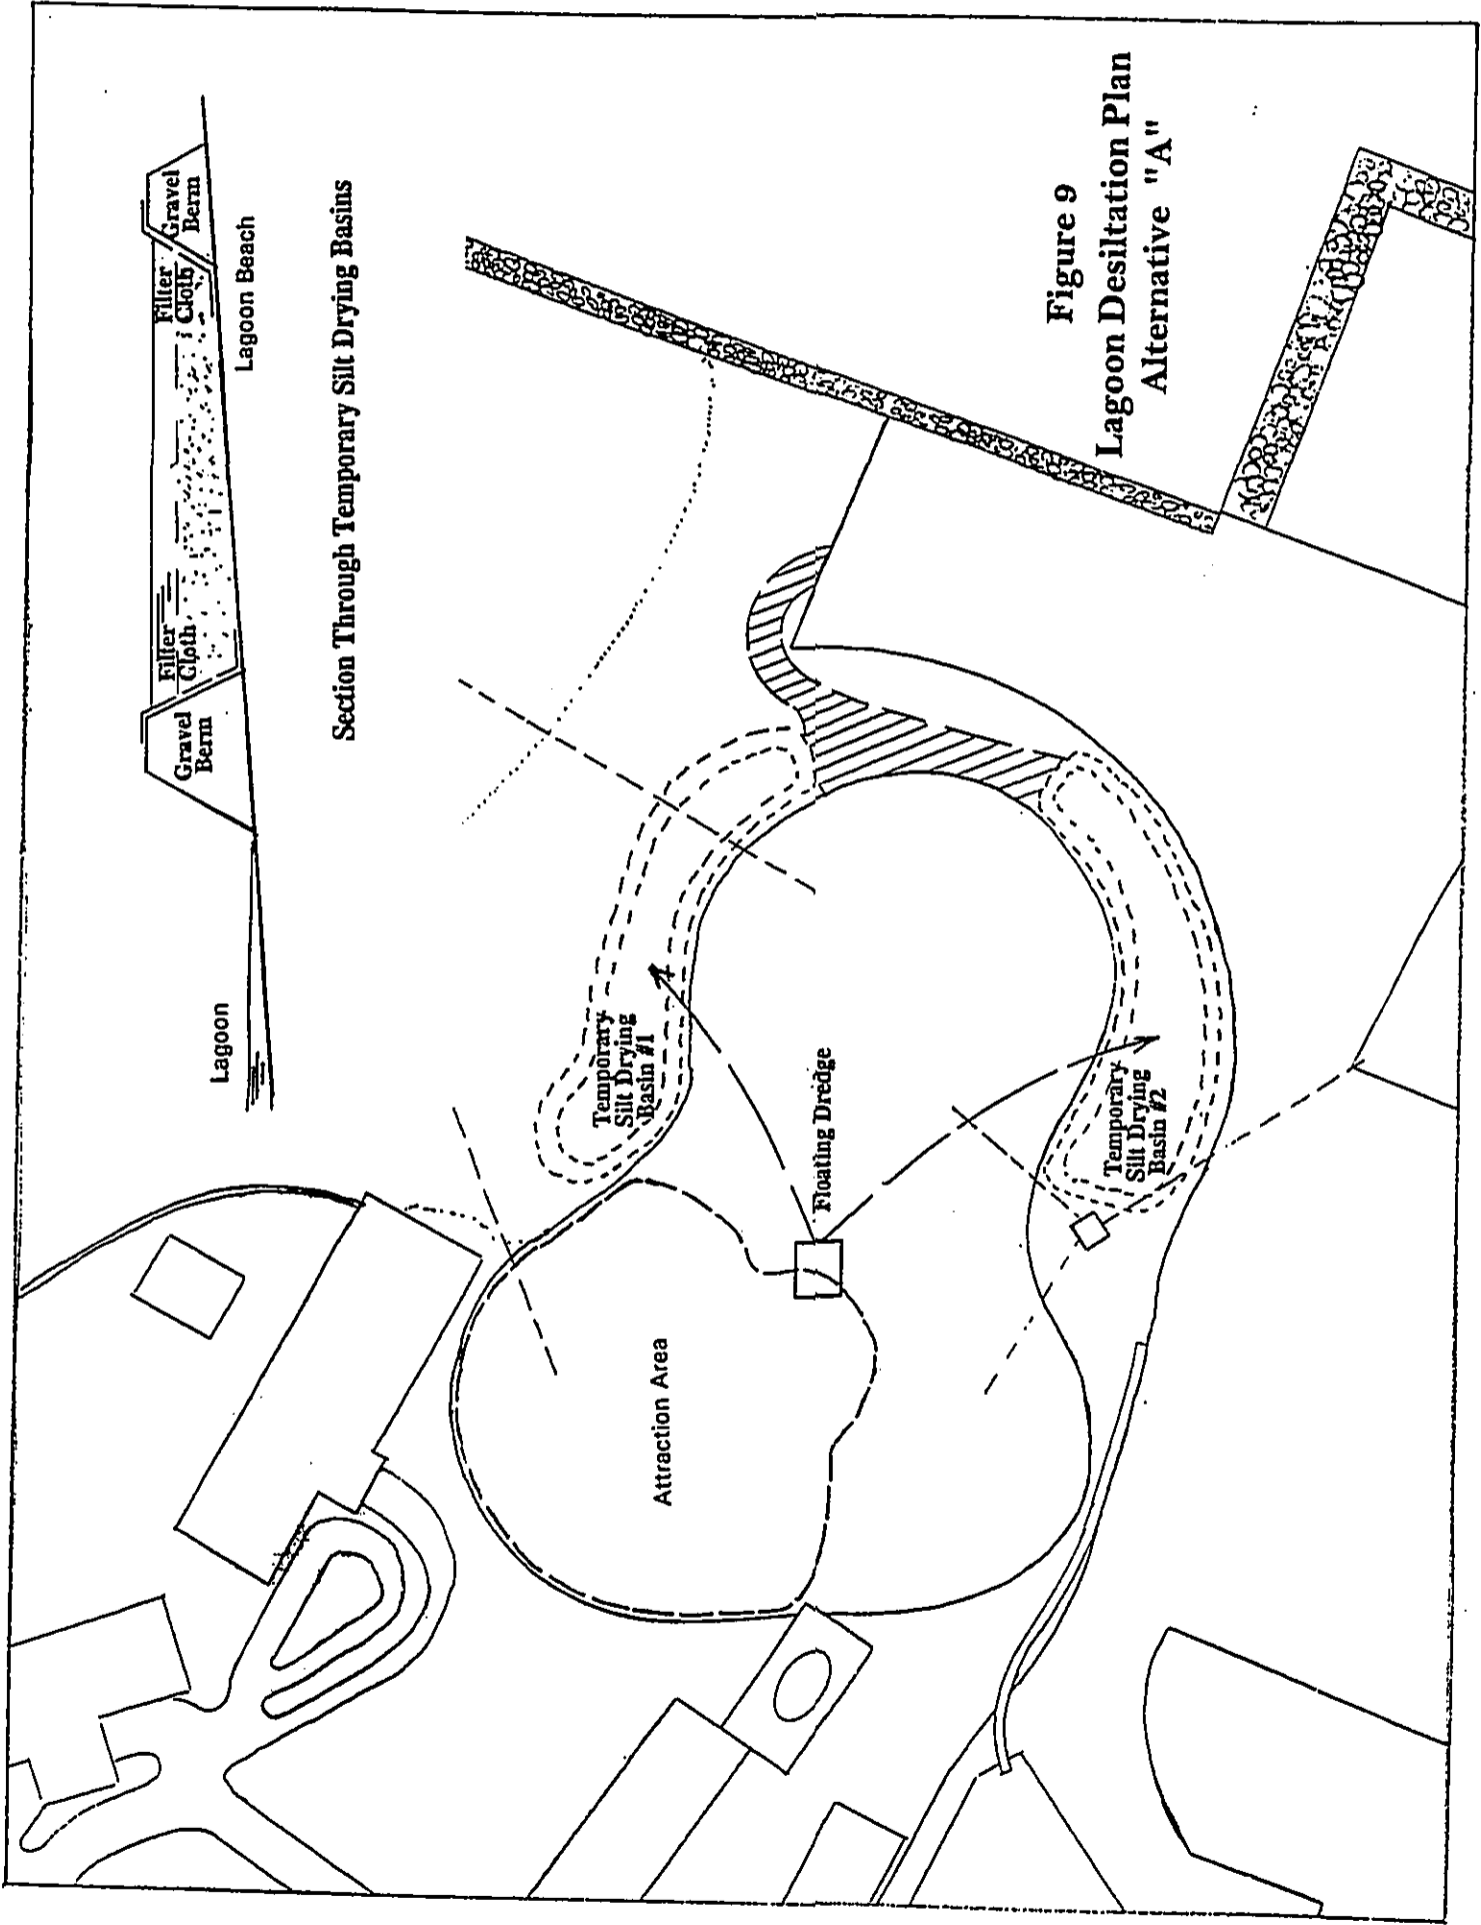 Gravel
Berm
Filter
Cloth
Filter
Cloth
Gravel
Berm
Lagoon
Lagoon Beach
Section Through Temporary Silt Drying Basins
Temporary
Silt Drying
Basin #1
Floating Dredge
Attraction Area
Temporary
Silt Drying
Basin #2
Figure 9
Lagoon Desiltation Plan
Alternative "A"